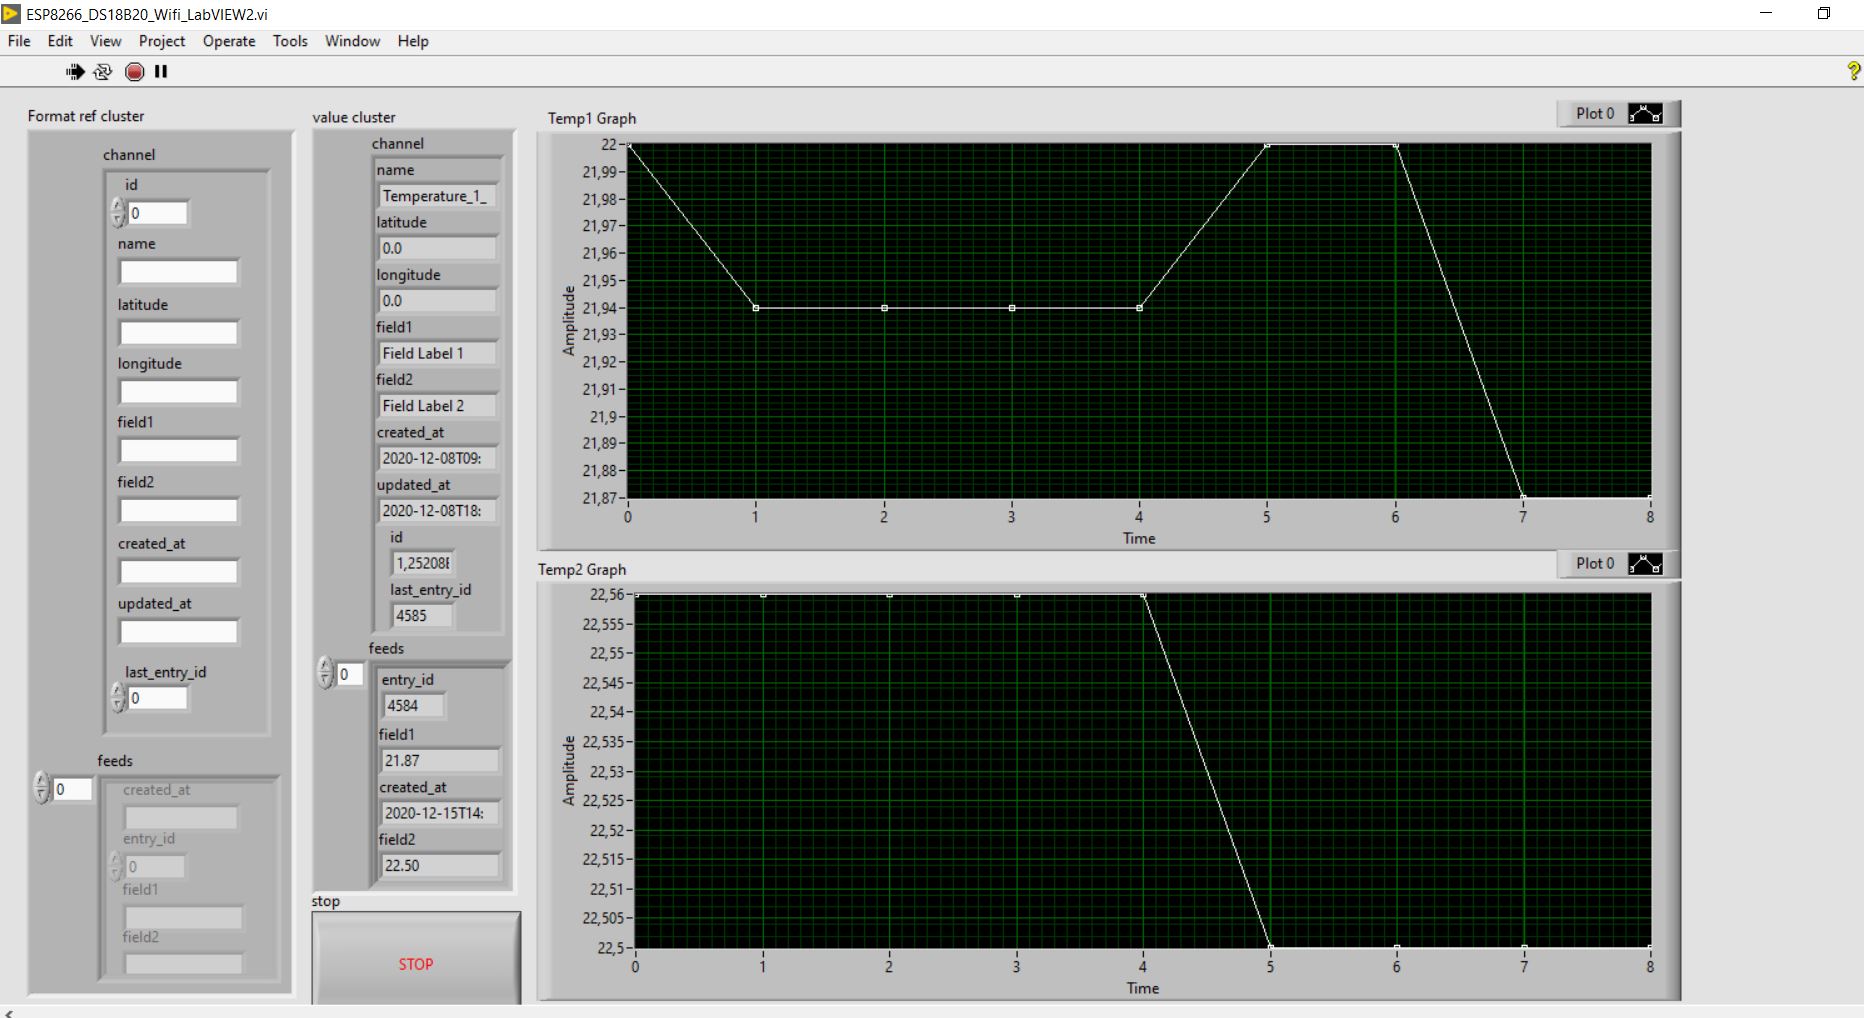 ESP8266_DS18B20_Wifi_LabVIEW2.vi
File Edit View Project Operate Tools Window Help
?
Format ref cluster
channel
id
0
name
latitude
longitude
field1
field2
created_at
updated_at
last_entry_id
0
feeds
0
created_at
entry_id
0
field1
field2
value cluster
channel
name
Temperature_1_
latitude
0.0
longitude
0.0
field1
Field Label 1
field2
Field Label 2
created_at
2020-12-08T09:
updated_at
2020-12-08T18:
id
1,25208E
last_entry_id
4585
feeds
0
entry_id
4584
field1
21.87
created_at
2020-12-15T14:
field2
22.50
stop
STOP
Temp1 Graph
Plot 0
22
21,99
21,98
21,97
21,96
21,95
21,94
21,93
21,92
21,91
21,9
21,89
21,88
21,87
Amplitude
0 1 2 3 4 5 6 7 8
Time
Temp2 Graph
Plot 0
22,56
22,555
22,55
22,545
22,54
22,535
22,53
22,525
22,52
22,515
22,51
22,505
22,5
Amplitude
0 1 2 3 4 5 6 7 8
Time